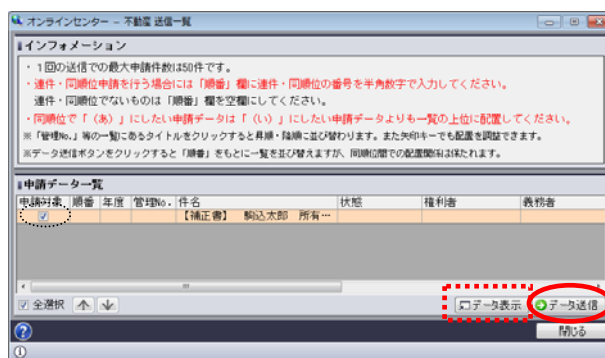 オンラインセンター － 不動産 送信一覧
インフォメーション
・１回の送信での最大申請件数は50件です。
・連件・同順位申請を行う場合には「順番」欄に連件・同順位の番号を半角数字で入力してください。
連件・同順位でないものは「順番」欄を空欄にしてください。
・同順位で「（あ）」にしたい申請データは「（い）」にしたい申請データよりも一覧の上位に配置してください。
※「管理No.」等の一覧にあるタイトルをクリックすると昇順・降順に並び替わります。また矢印キーでも配置を調整できます。
※データ送信ボタンをクリックすると「順番」をもとに一覧を並び替えますが、同順位間での配置関係は保たれます。
申請データ一覧
申請対象 順番 年度 管理No. 件名 状態 権利者 義務者
【補正書】 駒込太郎 所有…
全選択 データ表示 データ送信
閉じる